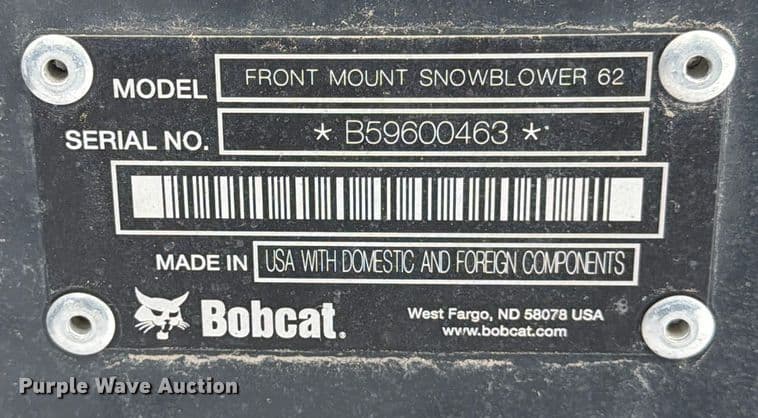 MODEL FRONT MOUNT SNOWBLOWER 62
SERIAL NO. * B59600463 *
MADE IN USA WITH DOMESTIC AND FOREIGN COMPONENTS
Bobcat.
West Fargo, ND 58078 USA
www.bobcat.com
Purple Wave Auction